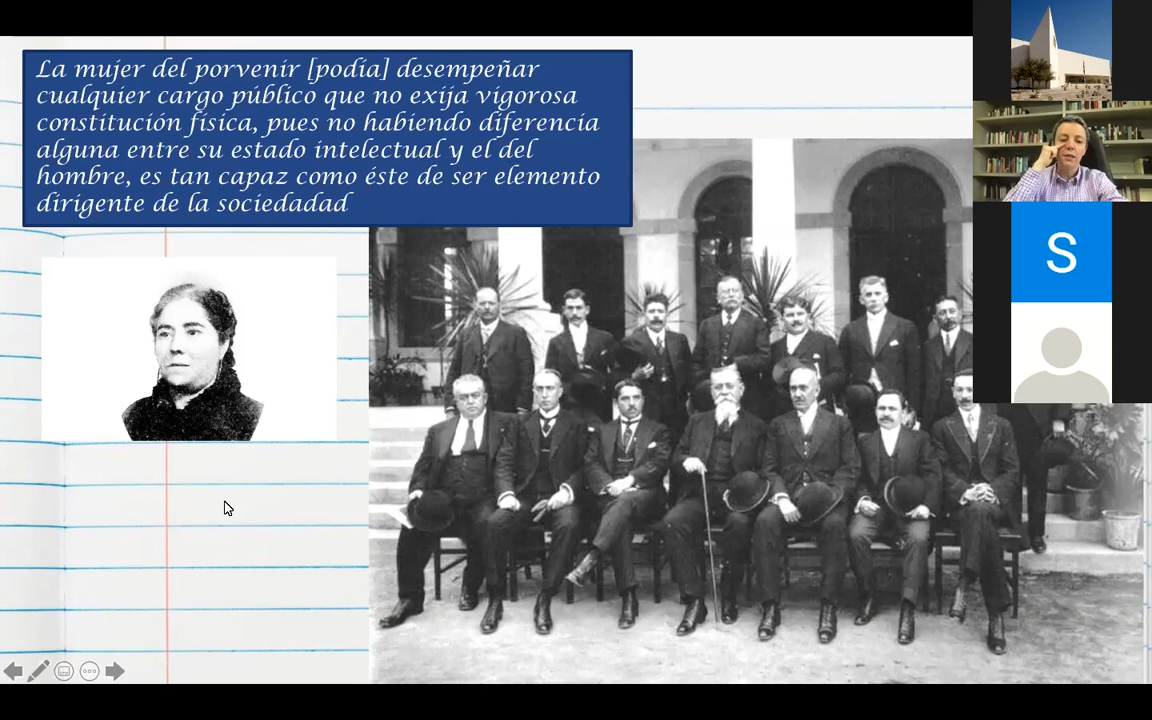 La mujer del porvenir [podía] desempeñar
cualquier cargo público que no exija vigorosa
constitución física, pues no habiendo diferencia
alguna entre su estado intelectual y el del
hombre, es tan capaz como éste de ser elemento
dirigente de la sociedadad
S